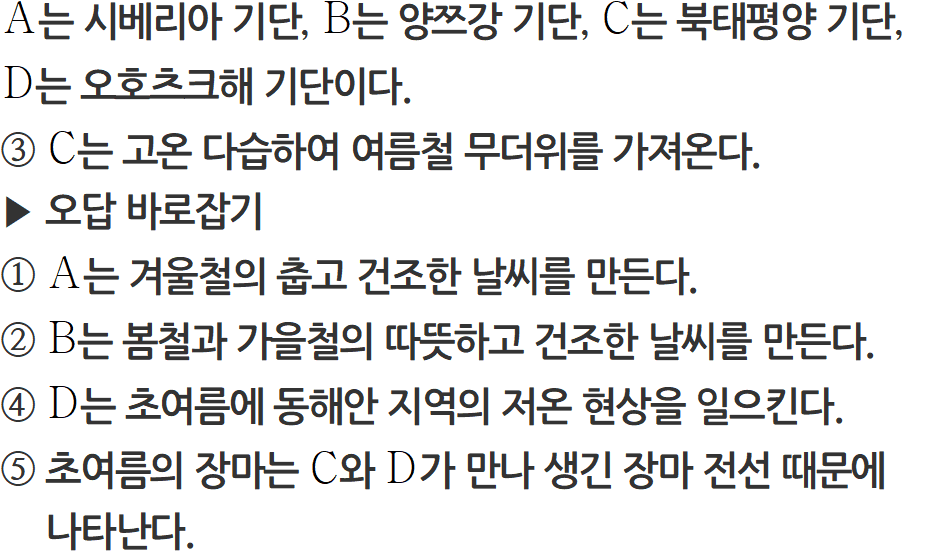 A는 시베리아 기단, B는 양쯔강 기단, C는 북태평양 기단,
D는 오호츠크해 기단이다.
③ C는 고온 다습하여 여름철 무더위를 가져온다.
▶ 오답 바로잡기
① A는 겨울철의 춥고 건조한 날씨를 만든다.
② B는 봄철과 가을철의 따뜻하고 건조한 날씨를 만든다.
④ D는 초여름에 동해안 지역의 저온 현상을 일으킨다.
⑤ 초여름의 장마는 C와 D가 만나 생긴 장마 전선 때문에
나타난다.